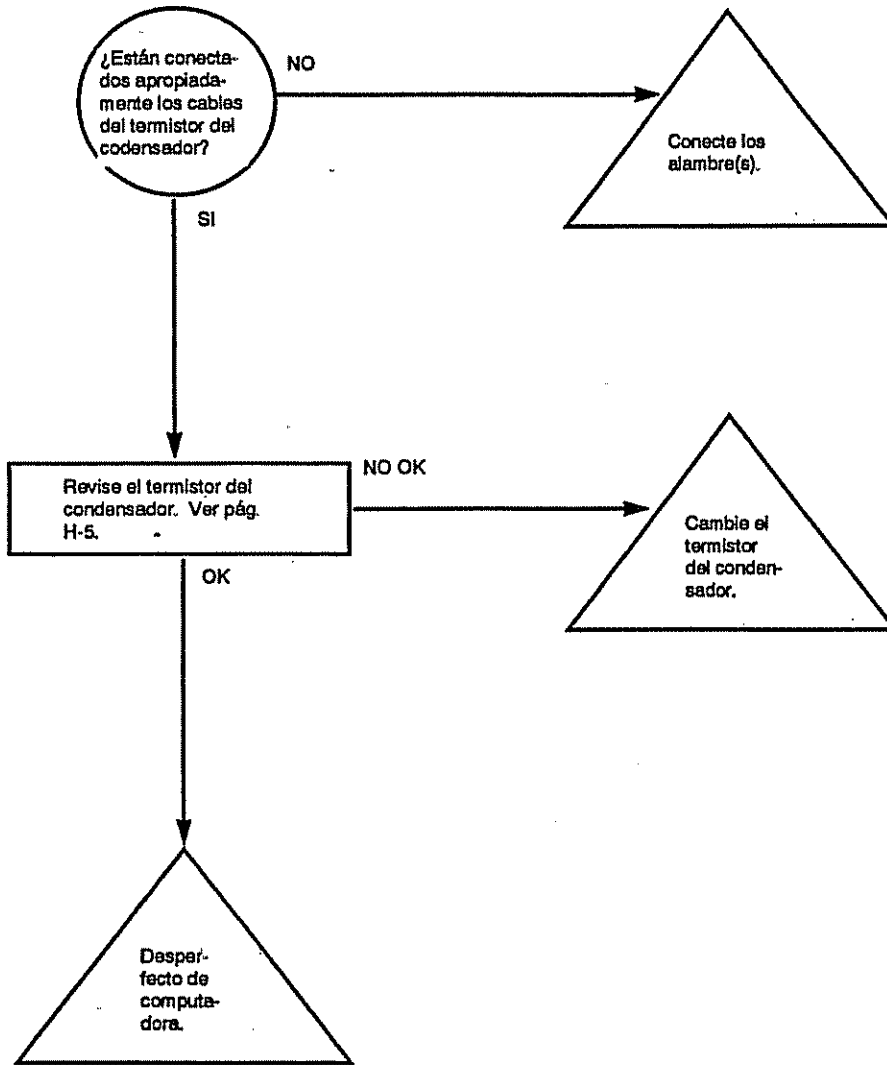 ¿Están conecta-
dos apropiada-
mente los cables
del termistor del
codensador?
NO
Conecte los
alambre(s).
SI
Revise el termistor del
condensador. Ver pág.
H-5.
NO OK
Cambie el
termistor
del conden-
sador.
OK
Desper-
fecto de
computa-
dora.